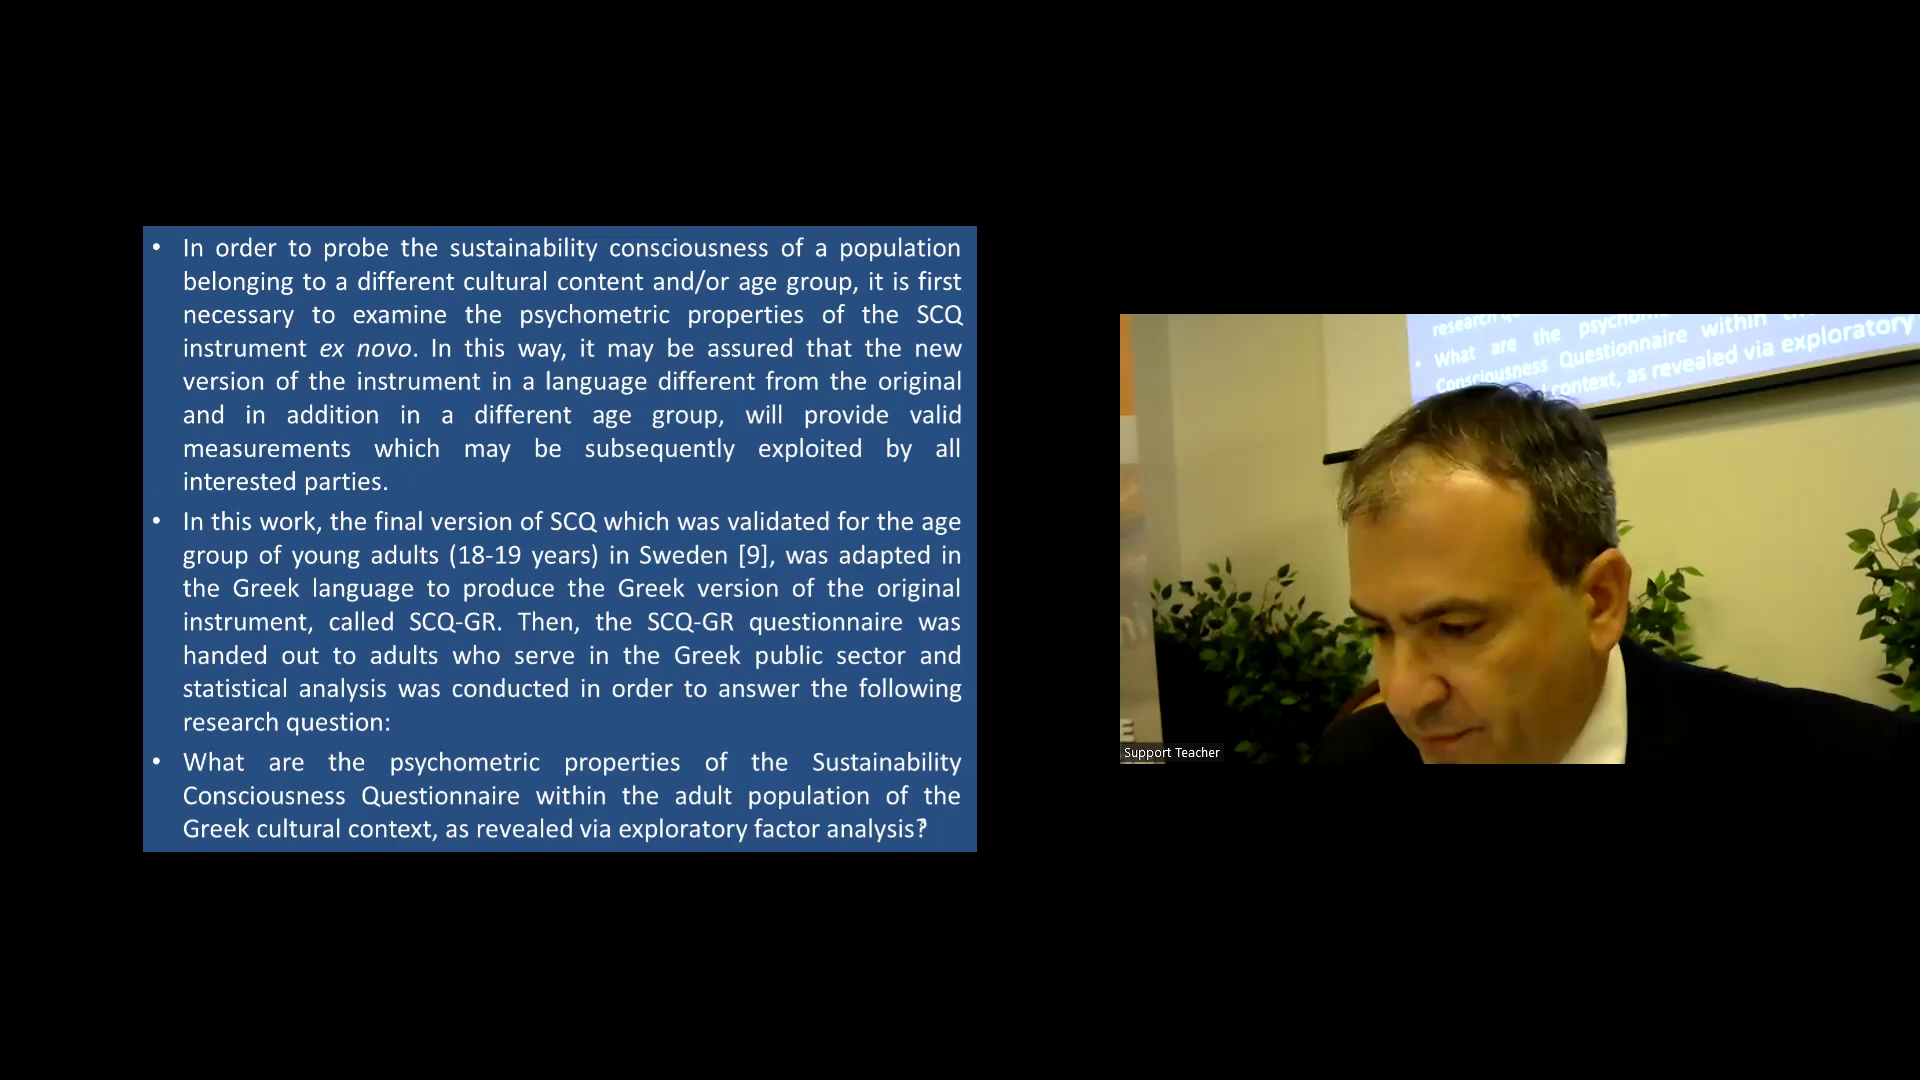 • In order to probe the sustainability consciousness of a population
belonging to a different cultural content and/or age group, it is first
necessary to examine the psychometric properties of the SCQ
instrument ex novo. In this way, it may be assured that the new
version of the instrument in a language different from the original
and in addition in a different age group, will provide valid
measurements which may be subsequently exploited by all
interested parties.
• In this work, the final version of SCQ which was validated for the age
group of young adults (18-19 years) in Sweden [9], was adapted in
the Greek language to produce the Greek version of the original
instrument, called SCQ-GR. Then, the SCQ-GR questionnaire was
handed out to adults who serve in the Greek public sector and
statistical analysis was conducted in order to answer the following
research question:
• What are the psychometric properties of the Sustainability
Consciousness Questionnaire within the adult population of the
Greek cultural context, as revealed via exploratory factor analysis?
research
• What are the
Consciousness Questionnaire within
context, as revealed via exploratory
E
Support Teacher